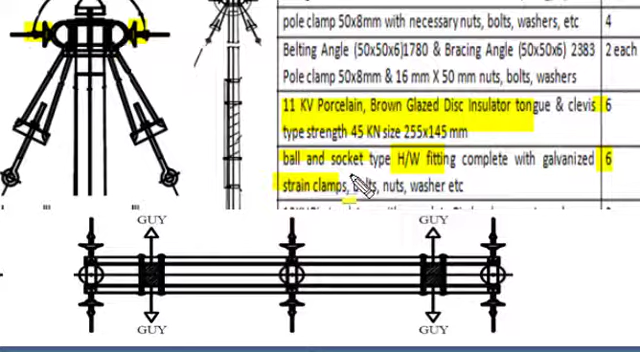 pole clamp 50x8mm with necessary nuts, bolts, washers, etc 4
Belting Angle (50x50x6)1780 & Bracing Angle (50x50x6) 2383 2 each
Pole clamp 50x8mm & 16 mm X 50 mm nuts, bolts, washers
11 KV Porcelain, Brown Glazed Disc Insulator tongue & clevis 6
type strength 45 KN size 255x145 mm
ball and socket type H/W fitting complete with galvanized 6
strain clamps, bolts, nuts, washer etc
GUY GUY
GUY GUY